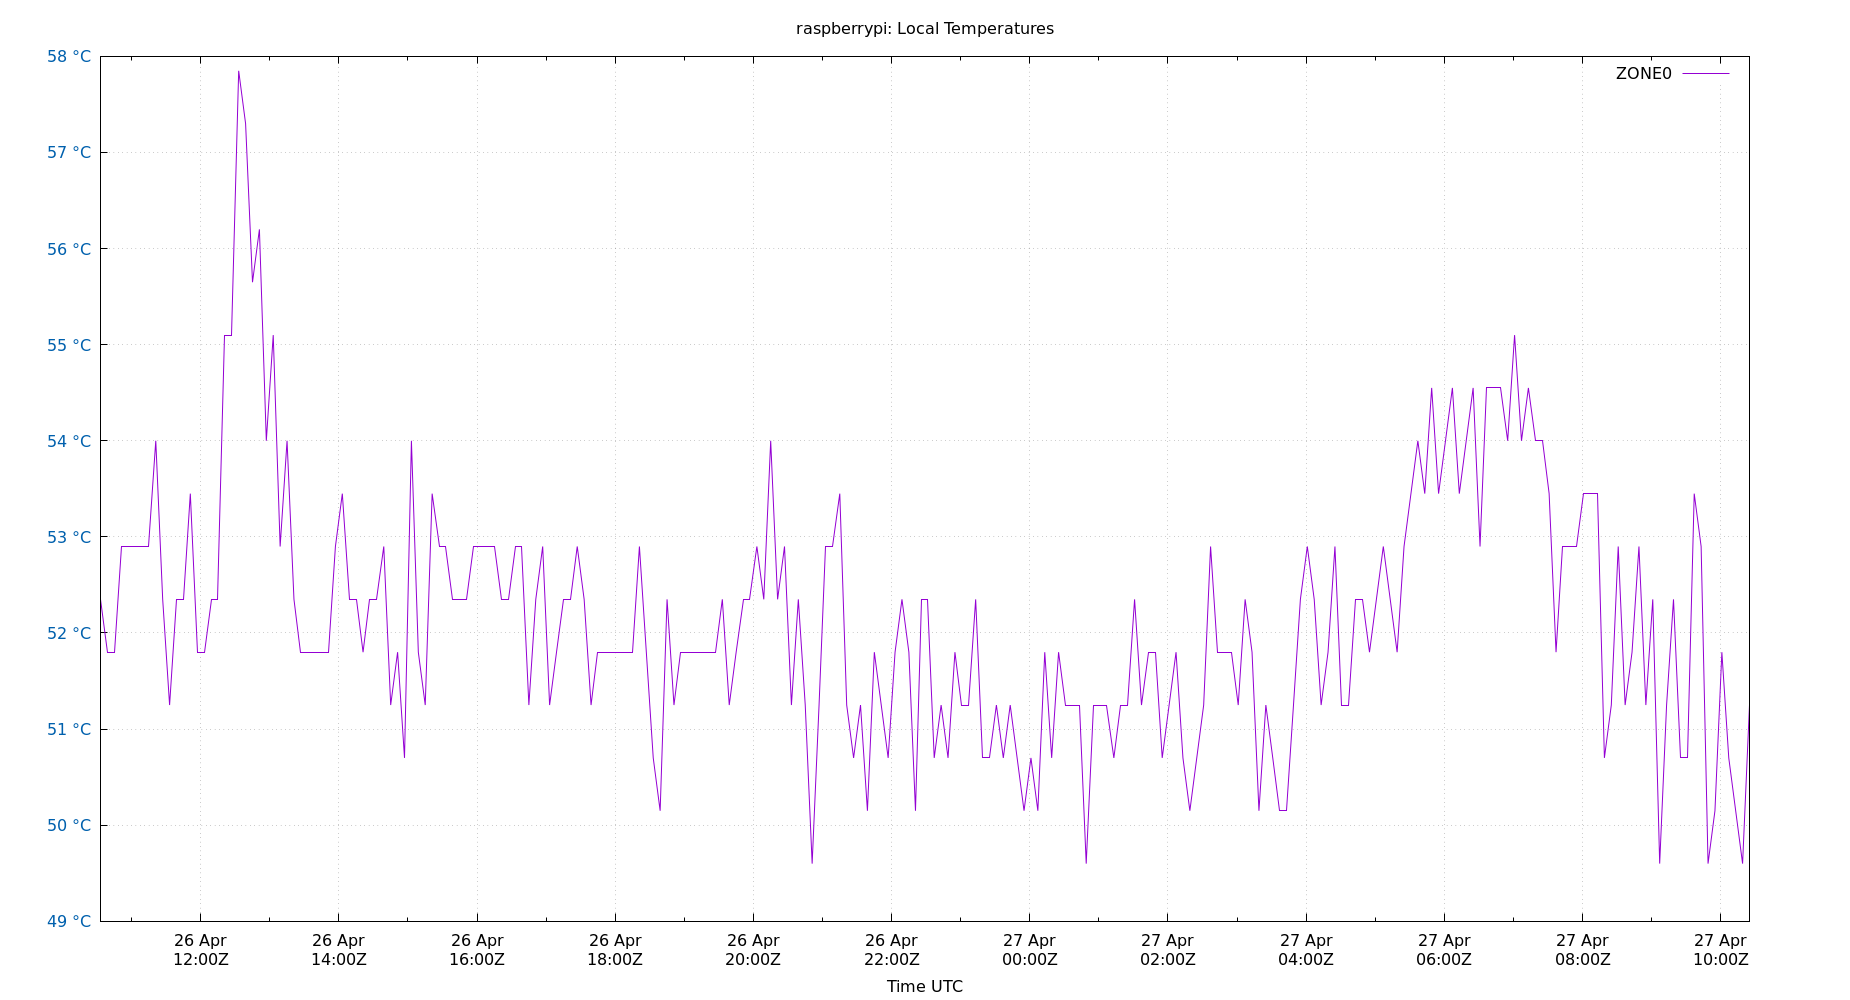 raspberrypi: Local Temperatures
58 °C
ZONE0
57 °C
56 °C
55 °C
54 °C
53 °C
52 °C
51 °C
50 °C
49 °C
26 Apr 26 Apr 26 Apr 26 Apr 26 Apr 26 Apr 27 Apr 27 Apr 27 Apr 27 Apr 27 Apr 27 Apr
12:00Z 14:00Z 16:00Z 18:00Z 20:00Z 22:00Z 00:00Z 02:00Z 04:00Z 06:00Z 08:00Z 10:00Z
Time UTC